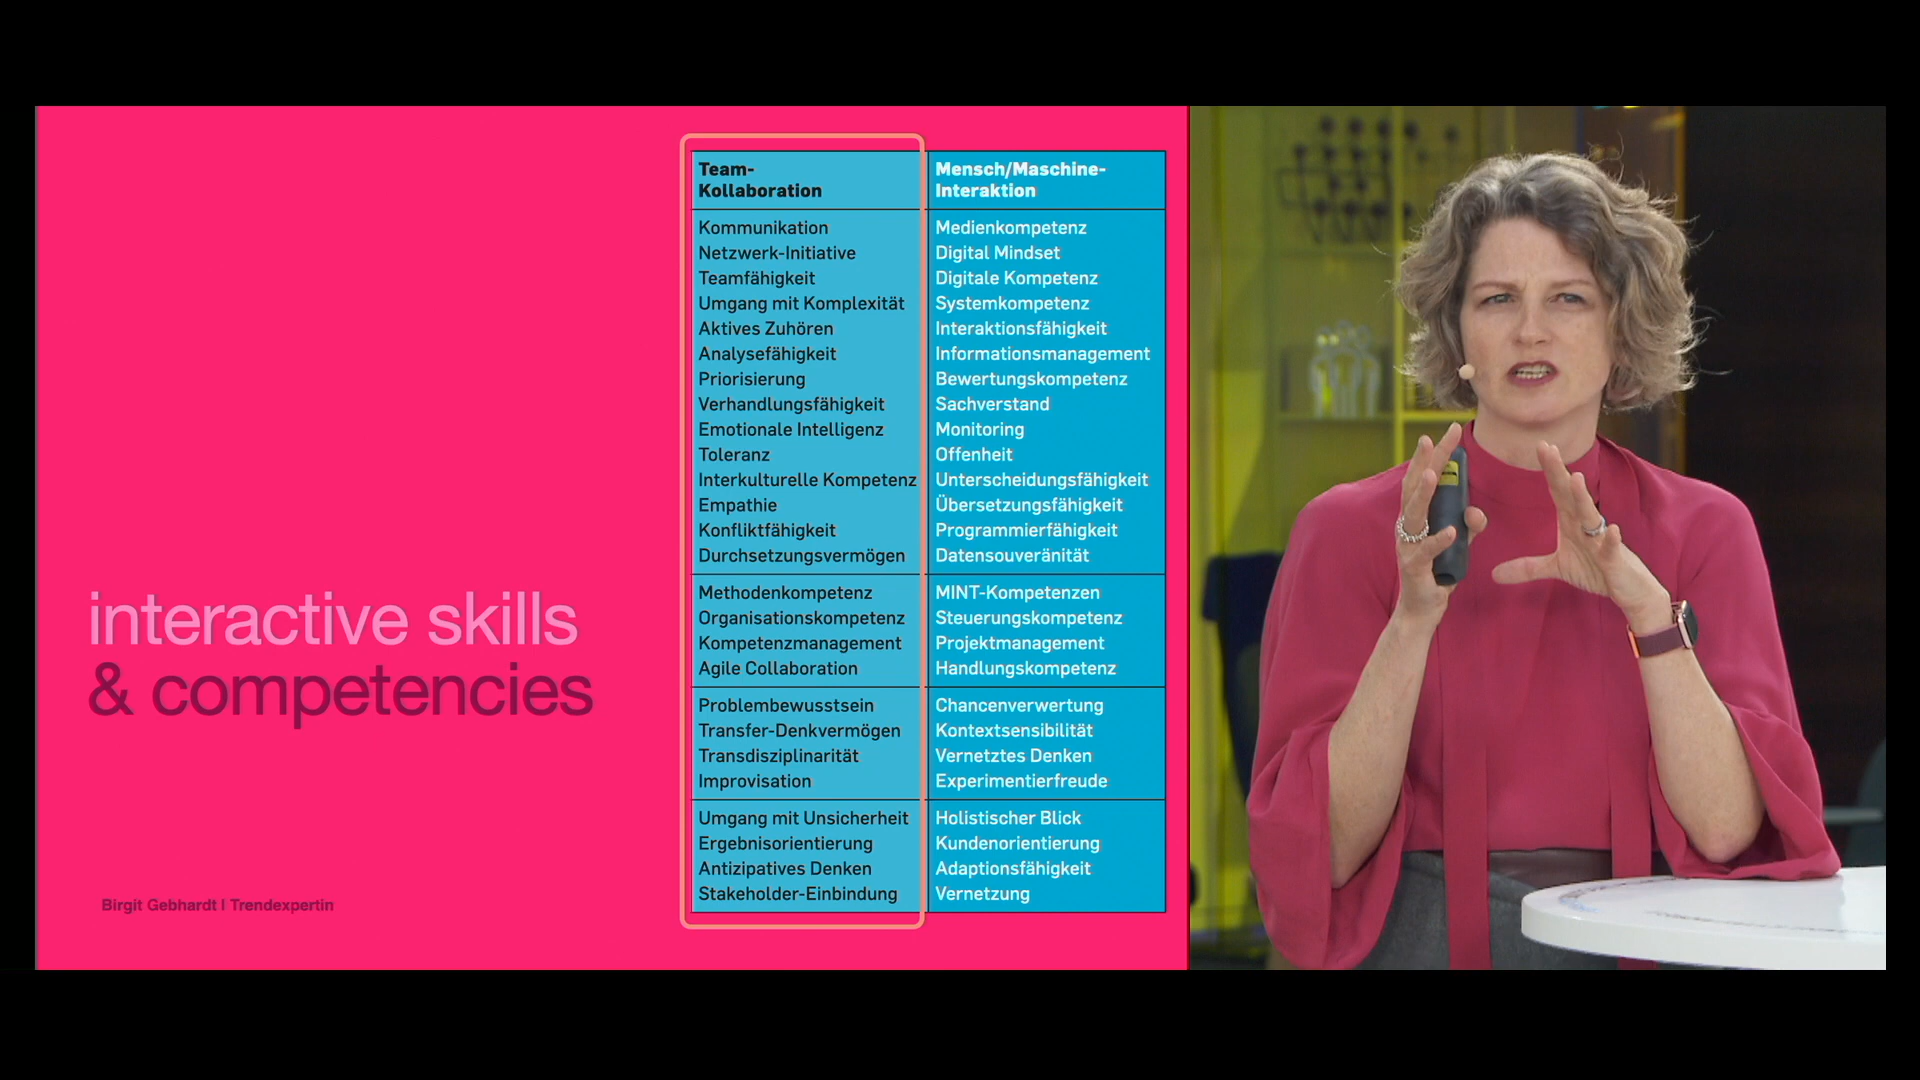 interactive skills
& competencies
Birgit Gebhardt I Trendexpertin
Team-
Kollaboration
Kommunikation
Netzwerk-Initiative
Teamfähigkeit
Umgang mit Komplexität
Aktives Zuhören
Analysefähigkeit
Priorisierung
Verhandlungsfähigkeit
Emotionale Intelligenz
Toleranz
Interkulturelle Kompetenz
Empathie
Konfliktfähigkeit
Durchsetzungsvermögen
Methodenkompetenz
Organisationskompetenz
Kompetenzmanagement
Agile Collaboration
Problembewusstsein
Transfer-Denkvermögen
Transdisziplinarität
Improvisation
Umgang mit Unsicherheit
Ergebnisorientierung
Antizipatives Denken
Stakeholder-Einbindung
Mensch/Maschine-
Interaktion
Medienkompetenz
Digital Mindset
Digitale Kompetenz
Systemkompetenz
Interaktionsfähigkeit
Informationsmanagement
Bewertungskompetenz
Sachverstand
Monitoring
Offenheit
Unterscheidungsfähigkeit
Übersetzungsfähigkeit
Programmierfähigkeit
Datensouveränität
MINT-Kompetenzen
Steuerungskompetenz
Projektmanagement
Handlungskompetenz
Chancenverwertung
Kontextsensibilität
Vernetztes Denken
Experimentierfreude
Holistischer Blick
Kundenorientierung
Adaptionsfähigkeit
Vernetzung